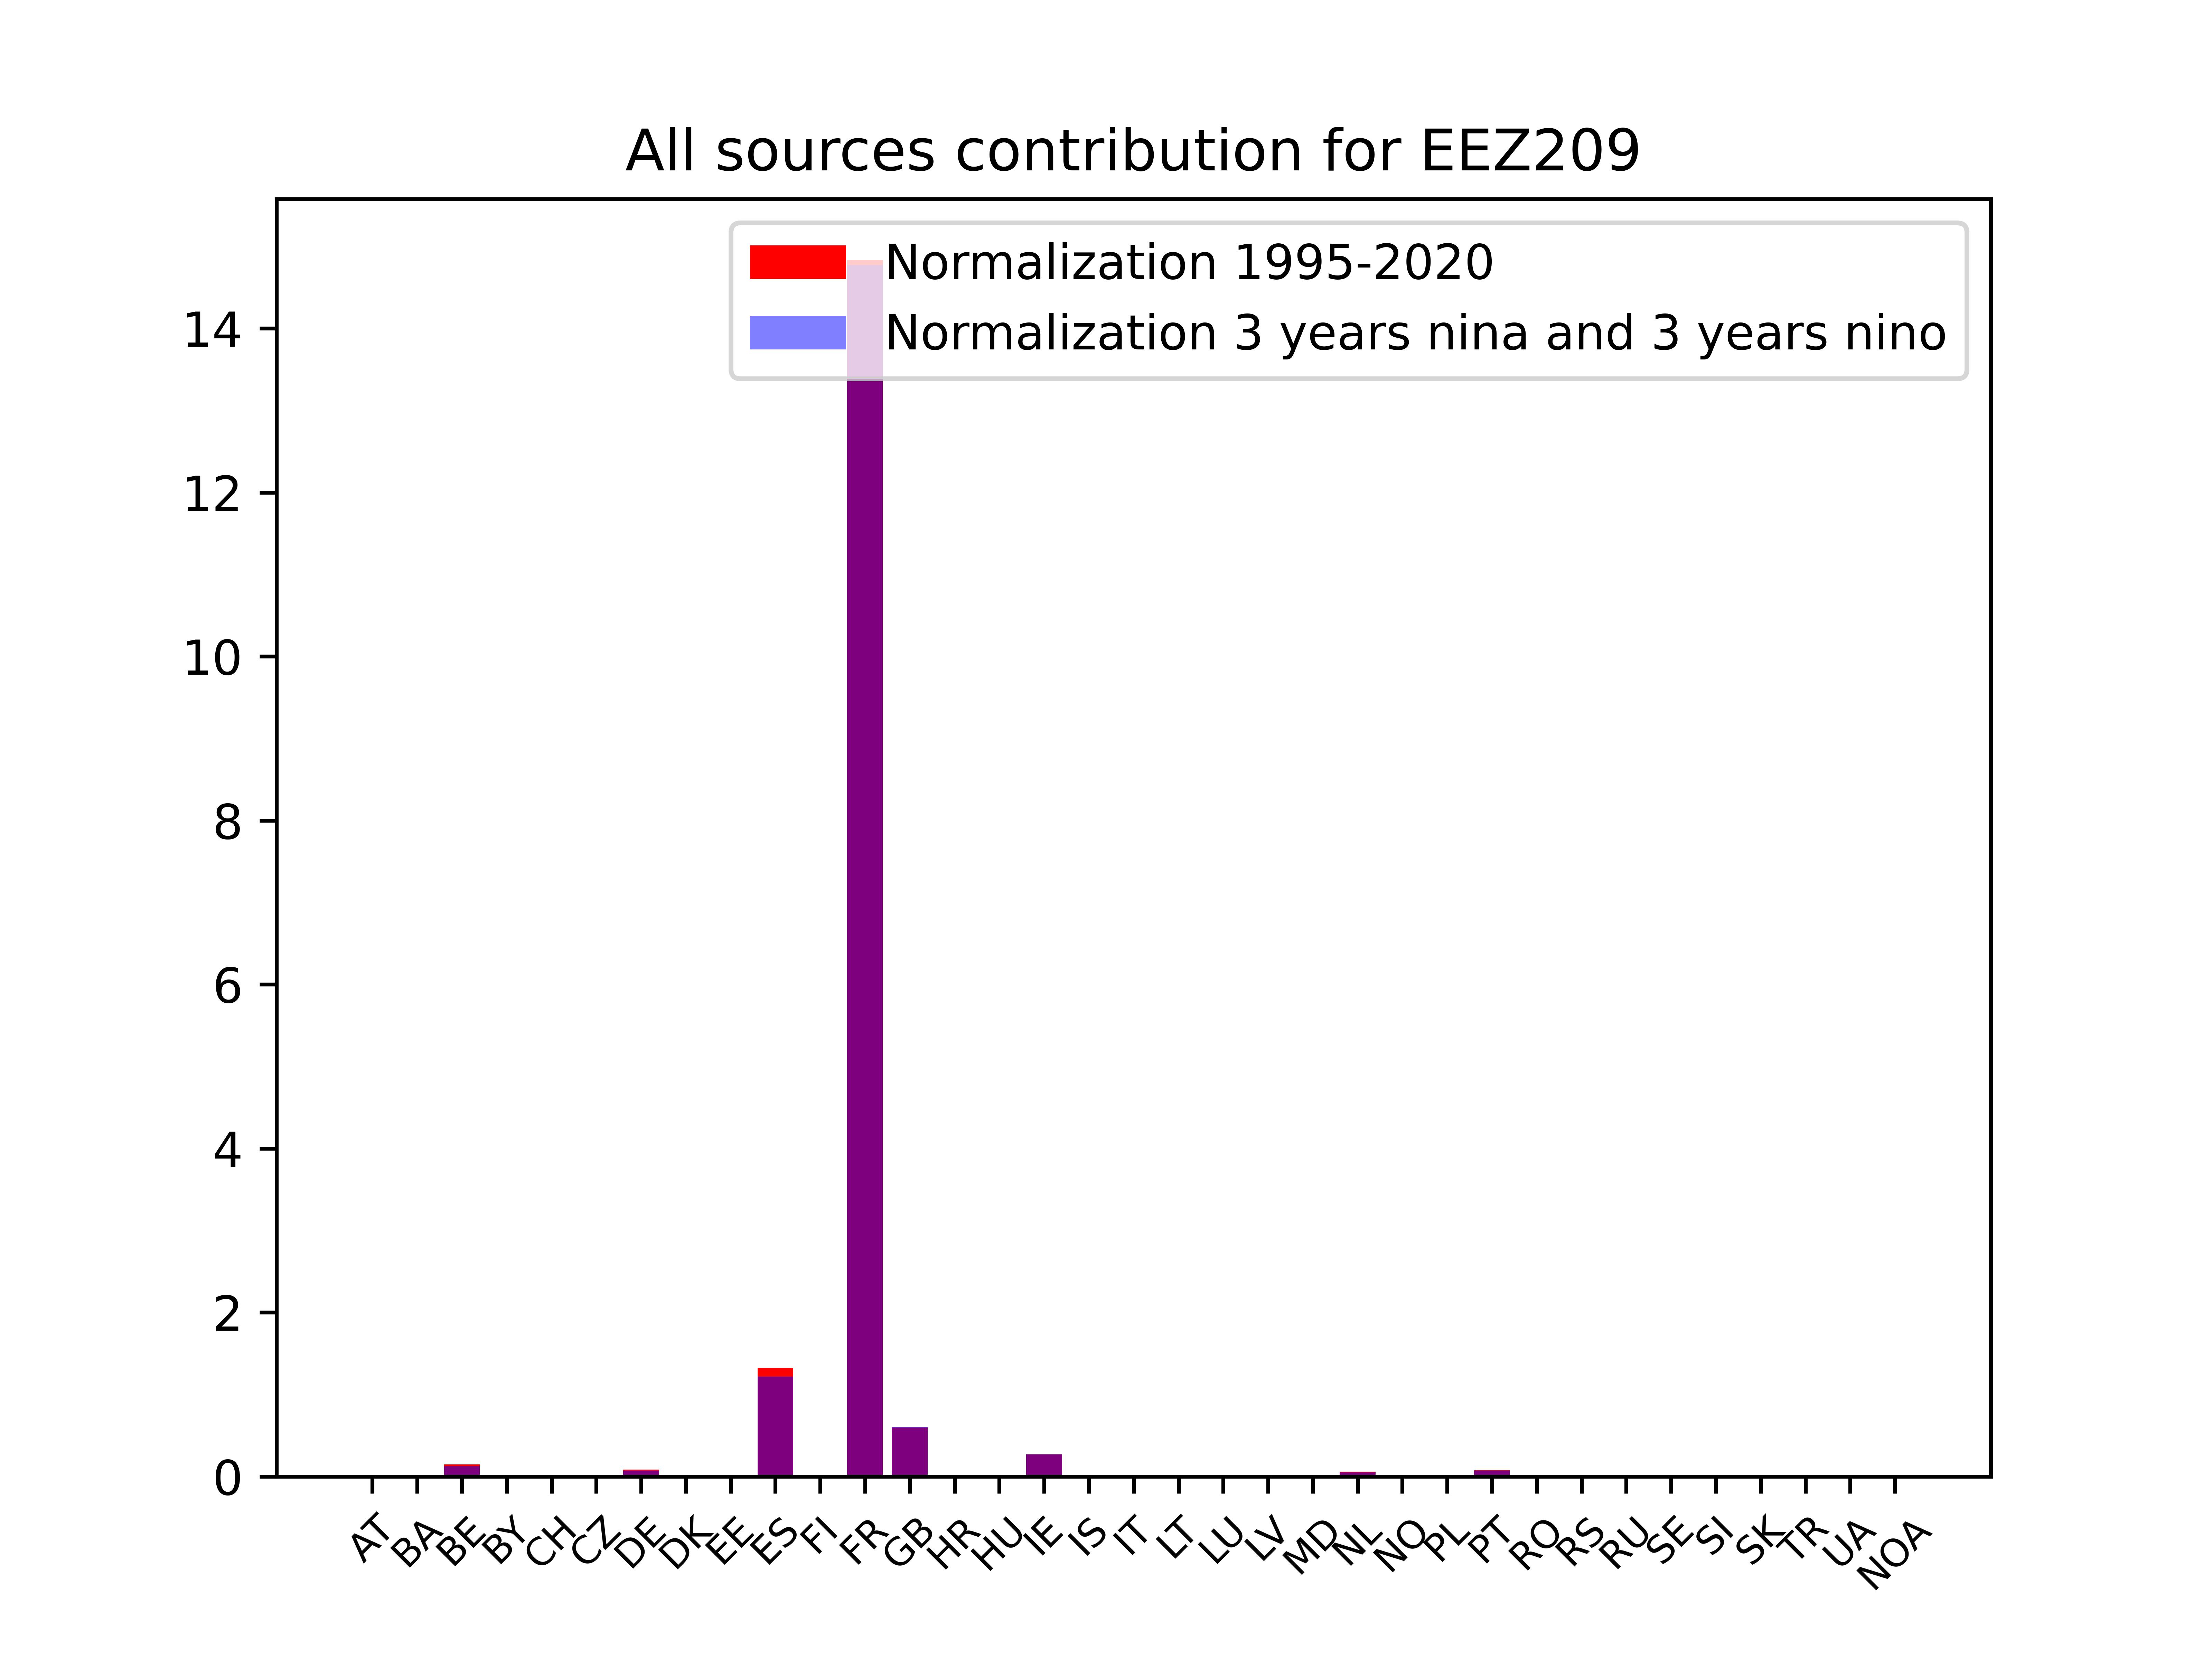 All sources contribution for EEZ209
Normalization 1995-2020
Normalization 3 years nina and 3 years nino
14
12
10
8
6
4
2
0
AT BA BE BY CH CZ DE DK EE ES FI FR GB HR HU IE IS IT LT LU LV MD NL NO PL PT RO RS RU SE SI SK TR UA NOA